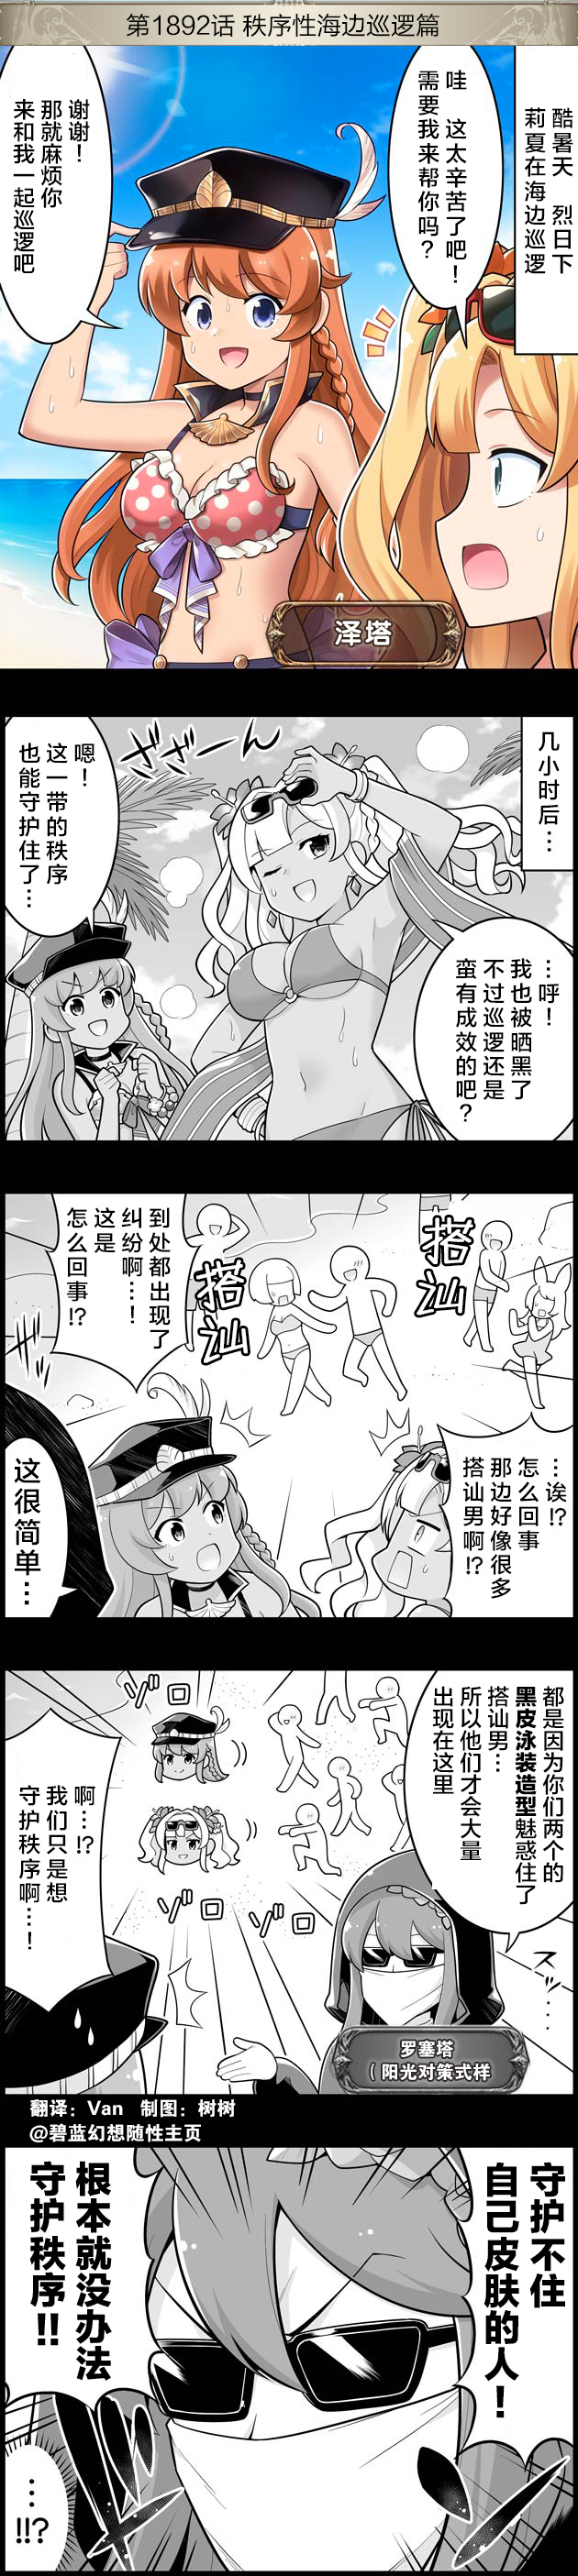 第1892话 秩序性海边巡逻篇
酷暑天 烈日下
莉夏在海边巡逻
哇 这太辛苦了吧！
需要我来帮你吗？
谢谢！
那就麻烦你
来和我一起巡逻吧
泽塔
几小时后…
ざざーん
…呼！
我也被晒黑了
不过巡逻还是
蛮有成效的吧？
嗯！
这一带的秩序
也能守护住了…
搭讪
搭讪
到处都出现了
纠纷啊…！
这是
怎么回事!?
…诶!?
怎么回事
那边好像很多
搭讪男啊!?
这很简单…
都是因为你们两个的
黑皮泳装造型魅惑住了
搭讪男…
所以他们才会大量
出现在这里
ゾロ
ゾロ
ゾロ
ゾロ
啊…!?
我们只是想
守护秩序啊…！
スッ…
罗塞塔
（阳光对策式样
翻译：Van 制图：树树
@碧蓝幻想随性主页
守护不住
自己皮肤的人！
根本就没办法
守护秩序!!
…!!?